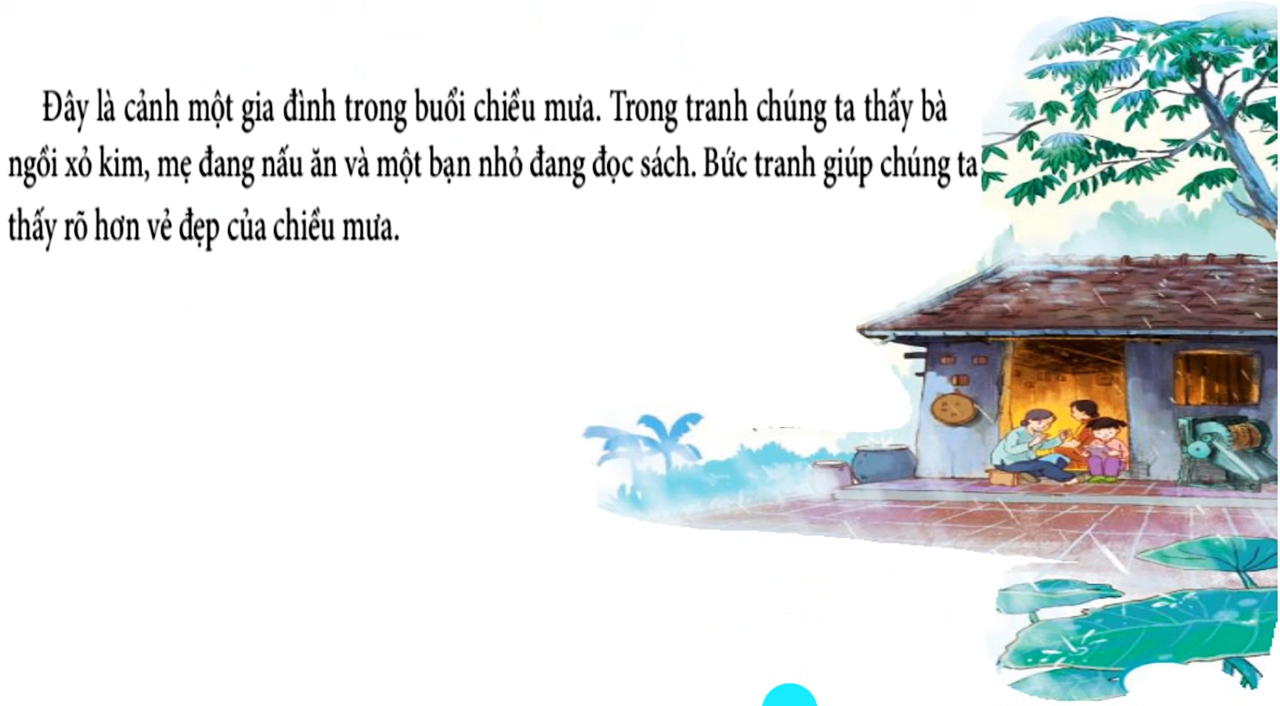 Đây là cảnh một gia đình trong buổi chiều mưa. Trong tranh chúng ta thấy bà
ngồi xỏ kim, mẹ đang nấu ăn và một bạn nhỏ đang đọc sách. Bức tranh giúp chúng ta
thấy rõ hơn vẻ đẹp của chiều mưa.